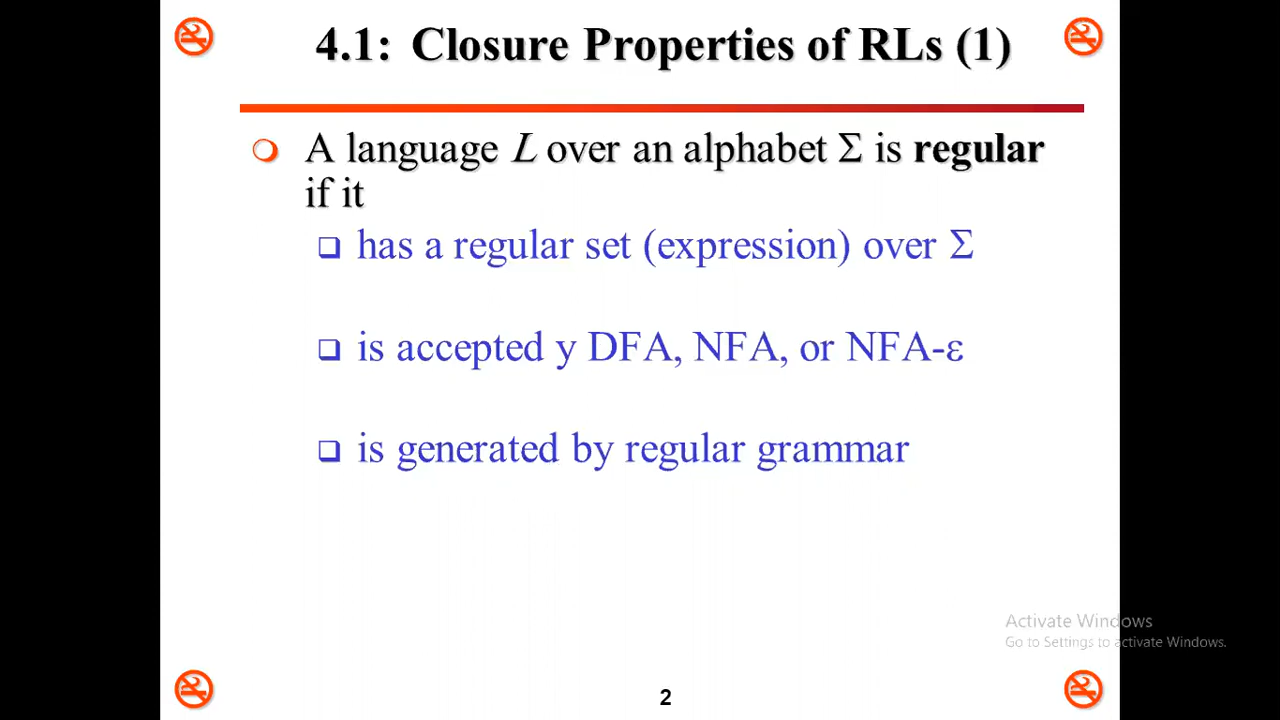 4.1: Closure Properties of RLs (1)
A language L over an alphabet Σ is regular
if it
has a regular set (expression) over Σ
is accepted y DFA, NFA, or NFA-ε
is generated by regular grammar
Activate Windows
Go to Settings to activate Windows.
2